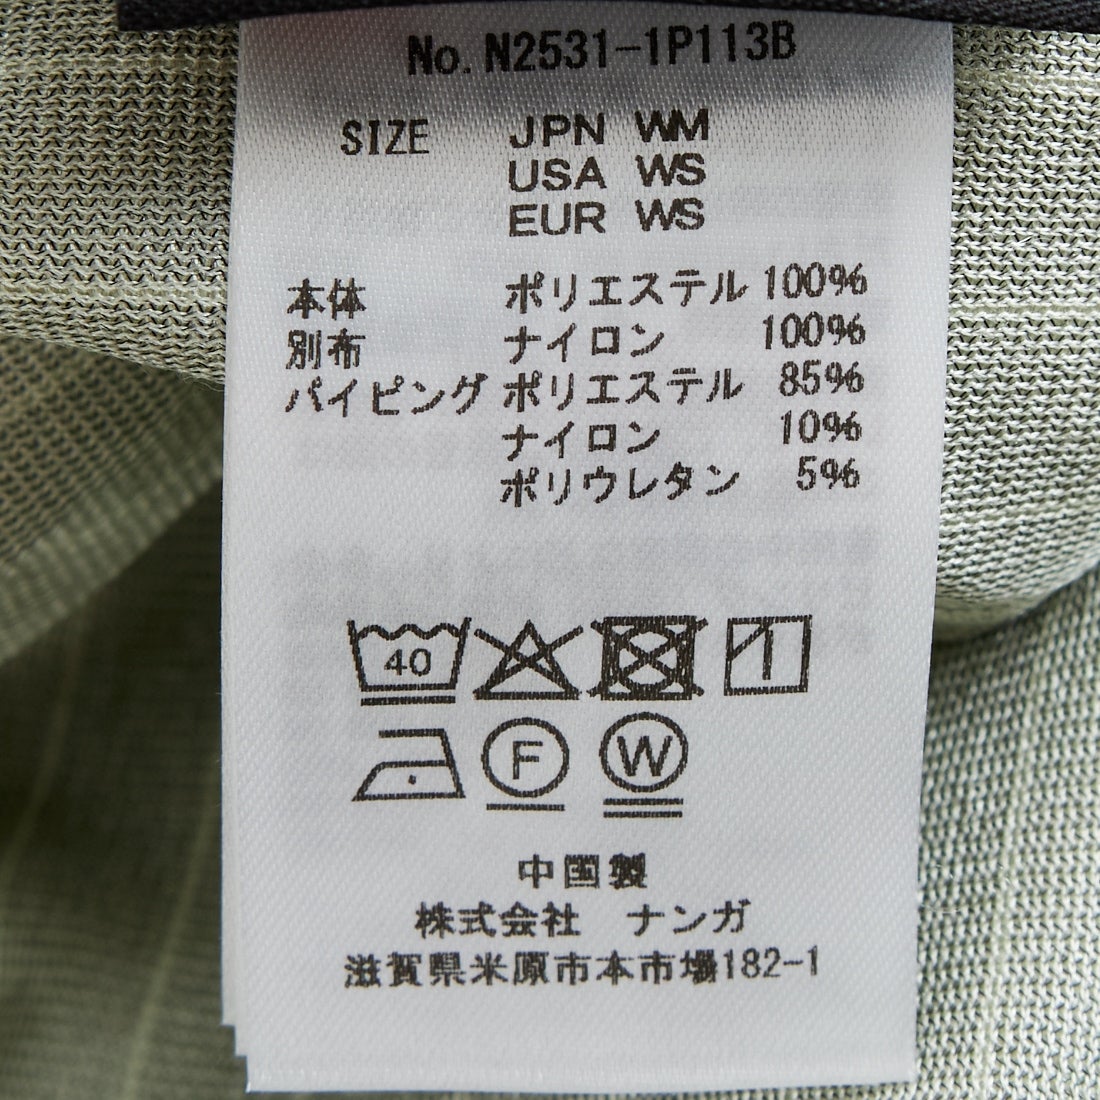 No. N2531-1P113B
SIZE JPN WM
USA WS
EUR WS
本体 ポリエステル 100%
別布 ナイロン 100%
パイピング ポリエステル 85%
ナイロン 10%
ポリウレタン 5%
40
F W
中国製
株式会社 ナンガ
滋賀県米原市本市場182-1